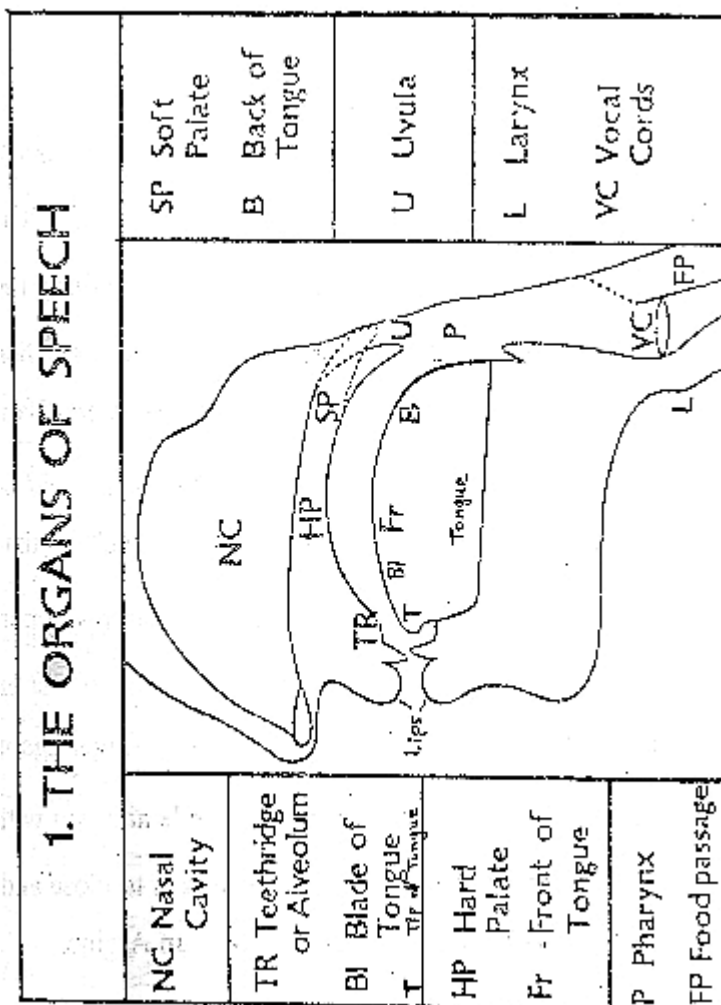 1. THE ORGANS OF SPEECH
NC Nasal
Cavity
TR Teethridge
or Alveolum
Bl Blade of
Tongue
T Tip of Tongue
HP Hard
Palate
Fr - Front of
Tongue
P Pharynx
FP Food passage
NC
HP
SP
U
TR
T
Bl
Fr
B
P
Tongue
Lips
VC
FP
L
SP Soft
Palate
B Back of
Tongue
U Uvula
L Larynx
VC Vocal
Cords